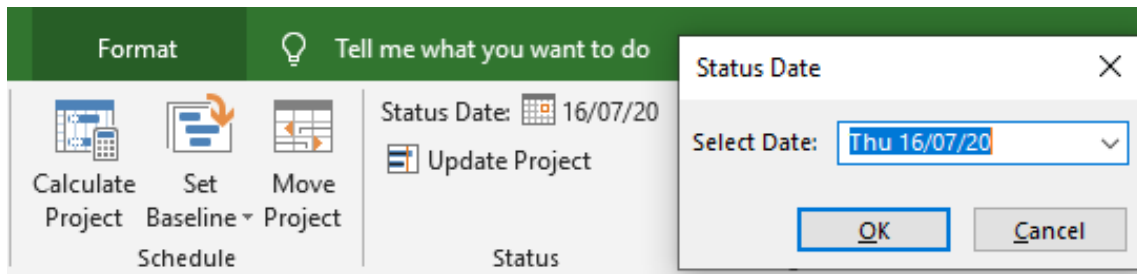 Format
Tell me what you want to do
Status Date: 16/07/20
Update Project
Calculate Project
Set Baseline
Move Project
Schedule
Status
Status Date
Select Date: Thu 16/07/20
OK
Cancel